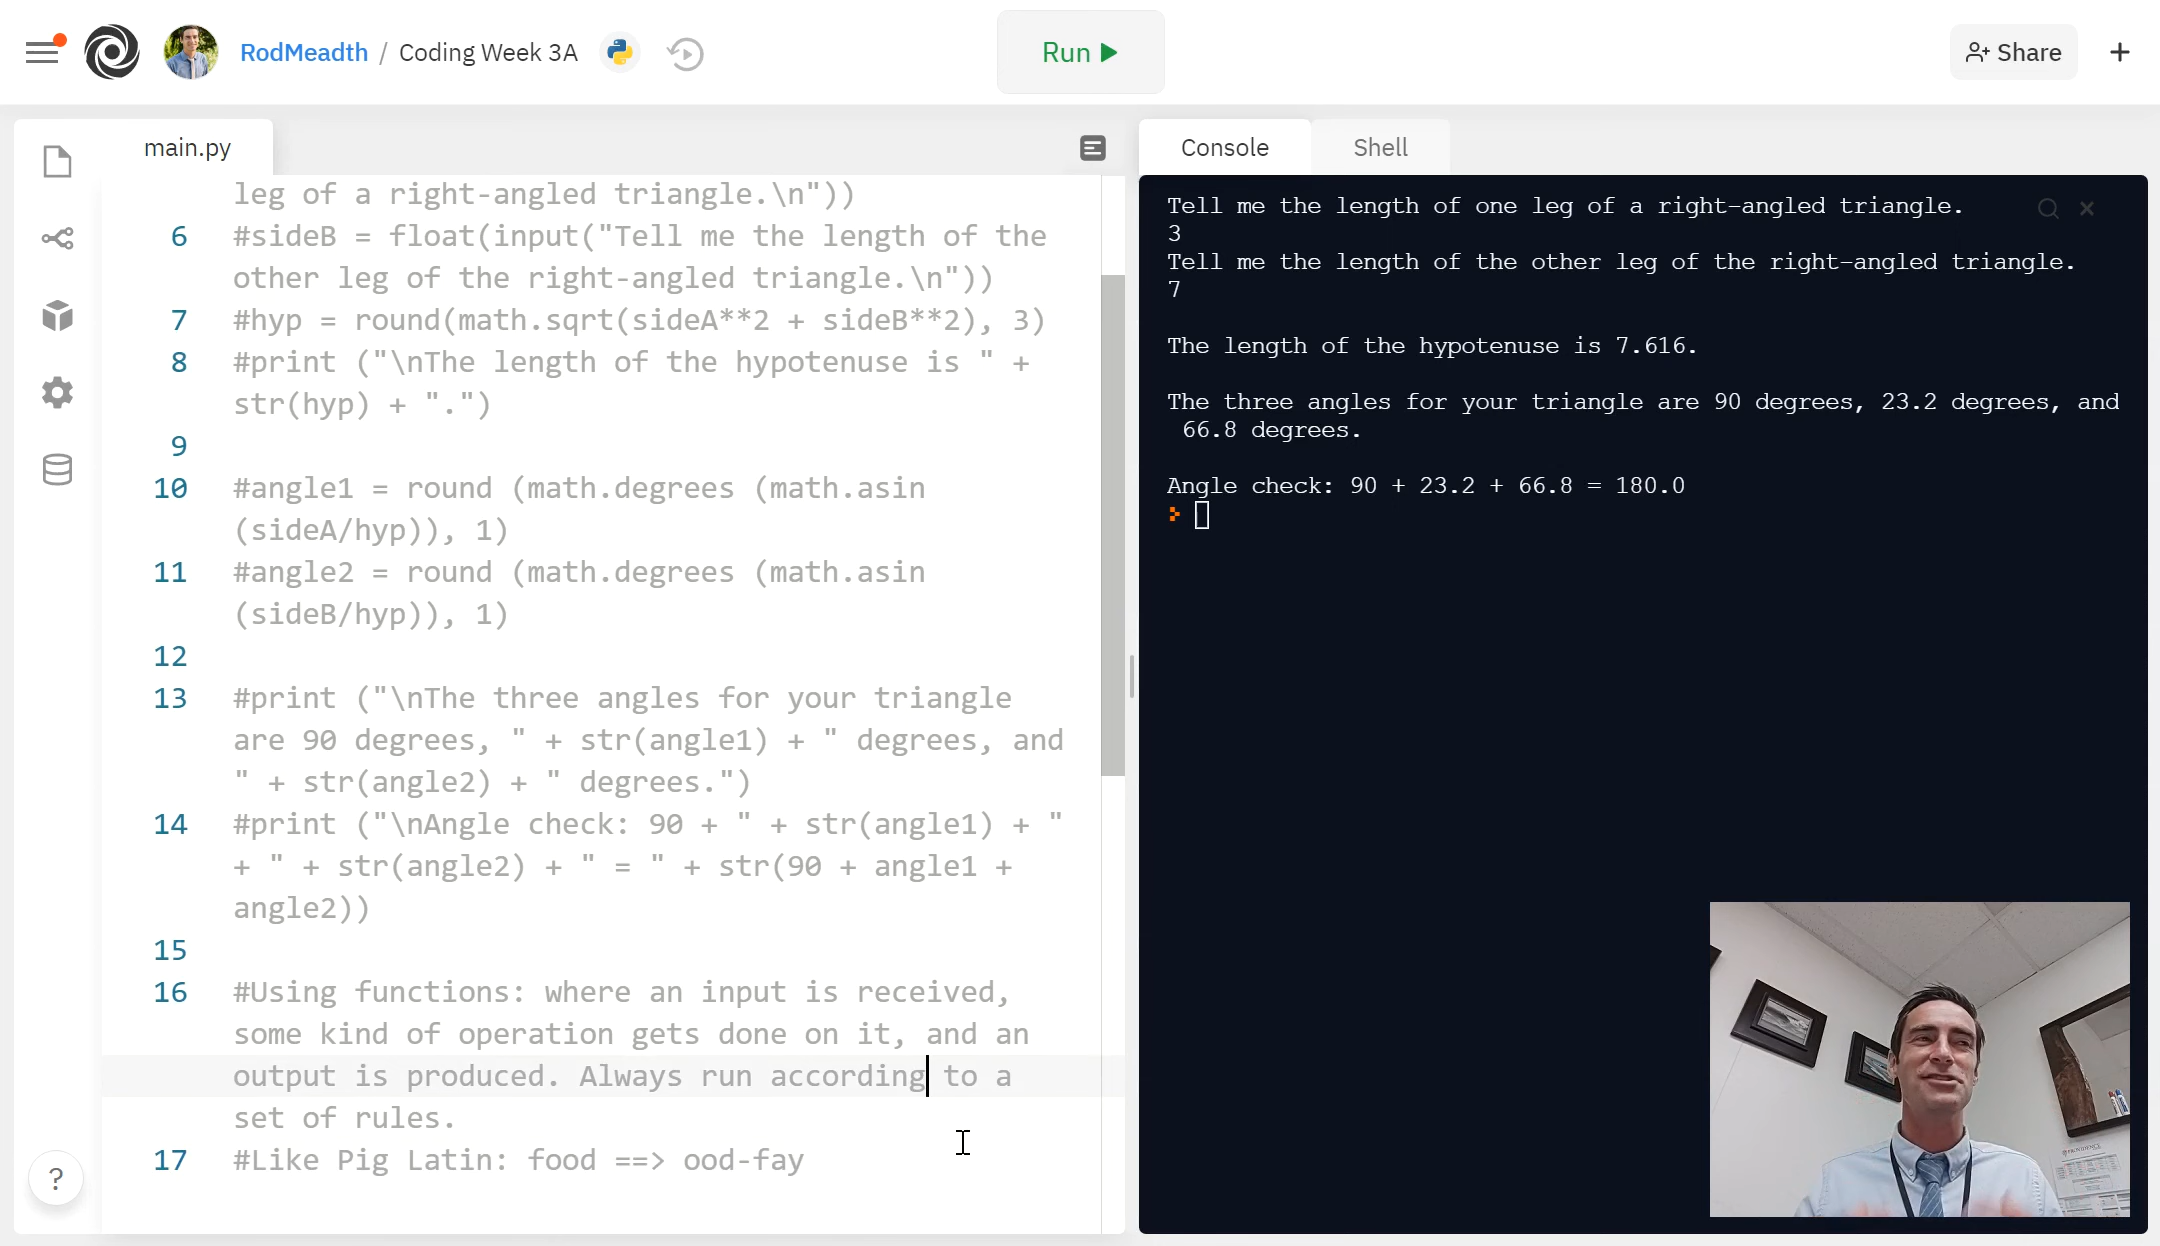 RodMeadth / Coding Week 3A
Run
Share
main.py
Console
Shell
leg of a right-angled triangle.\n"))
6 #sideB = float(input("Tell me the length of the
other leg of the right-angled triangle.\n"))
7 #hyp = round(math.sqrt(sideA**2 + sideB**2), 3)
8 #print ("\nThe length of the hypotenuse is " +
str(hyp) + ".")
9
10 #angle1 = round (math.degrees (math.asin
(sideA/hyp)), 1)
11 #angle2 = round (math.degrees (math.asin
(sideB/hyp)), 1)
12
13 #print ("\nThe three angles for your triangle
are 90 degrees, " + str(angle1) + " degrees, and
" + str(angle2) + " degrees.")
14 #print ("\nAngle check: 90 + " + str(angle1) + "
+ " + str(angle2) + " = " + str(90 + angle1 +
angle2))
15
16 #Using functions: where an input is received,
some kind of operation gets done on it, and an
output is produced. Always run according to a
set of rules.
17 #Like Pig Latin: food ==> ood-fay
?
Tell me the length of one leg of a right-angled triangle.
3
Tell me the length of the other leg of the right-angled triangle.
7
The length of the hypotenuse is 7.616.
The three angles for your triangle are 90 degrees, 23.2 degrees, and
66.8 degrees.
Angle check: 90 + 23.2 + 66.8 = 180.0
PROVIDENCE